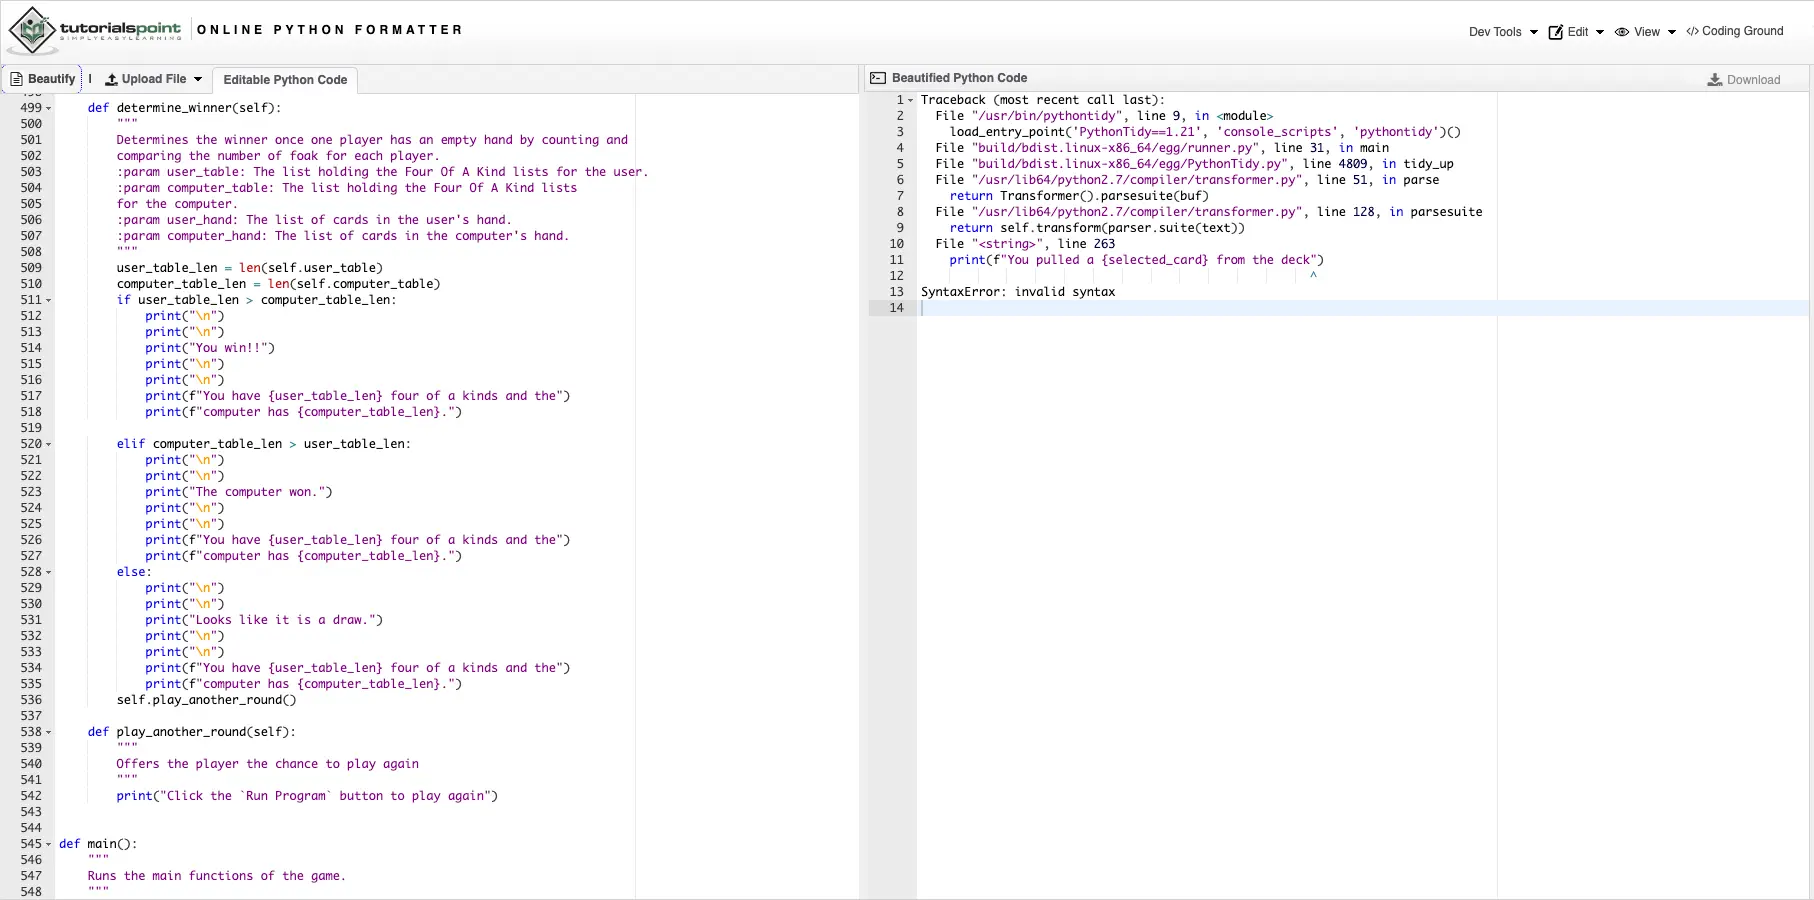 tutorialspoint
SIMPLYEASYLEARNING
ONLINE PYTHON FORMATTER
Dev Tools
Edit
View
</> Coding Ground
Beautify
Upload File
Editable Python Code
Beautified Python Code
Download
499 def determine_winner(self):
500 """
501 Determines the winner once one player has an empty hand by counting and
502 comparing the number of foak for each player.
503 :param user_table: The list holding the Four Of A Kind lists for the user.
504 :param computer_table: The list holding the Four Of A Kind lists
505 for the computer.
506 :param user_hand: The list of cards in the user's hand.
507 :param computer_hand: The list of cards in the computer's hand.
508 """
509 user_table_len = len(self.user_table)
510 computer_table_len = len(self.computer_table)
511 if user_table_len > computer_table_len:
512 print("\n")
513 print("\n")
514 print("You win!!")
515 print("\n")
516 print("\n")
517 print(f"You have {user_table_len} four of a kinds and the")
518 print(f"computer has {computer_table_len}.")
519
520 elif computer_table_len > user_table_len:
521 print("\n")
522 print("\n")
523 print("The computer won.")
524 print("\n")
525 print("\n")
526 print(f"You have {user_table_len} four of a kinds and the")
527 print(f"computer has {computer_table_len}.")
528 else:
529 print("\n")
530 print("\n")
531 print("Looks like it is a draw.")
532 print("\n")
533 print("\n")
534 print(f"You have {user_table_len} four of a kinds and the")
535 print(f"computer has {computer_table_len}.")
536 self.play_another_round()
537
538 def play_another_round(self):
539 """
540 Offers the player the chance to play again
541 """
542 print("Click the `Run Program` button to play again")
543
544
545 def main():
546 """
547 Runs the main functions of the game.
548 """
1 Traceback (most recent call last):
2 File "/usr/bin/pythontidy", line 9, in <module>
3 load_entry_point('PythonTidy==1.21', 'console_scripts', 'pythontidy')()
4 File "build/bdist.linux-x86_64/egg/runner.py", line 31, in main
5 File "build/bdist.linux-x86_64/egg/PythonTidy.py", line 4809, in tidy_up
6 File "/usr/lib64/python2.7/compiler/transformer.py", line 51, in parse
7 return Transformer().parsesuite(buf)
8 File "/usr/lib64/python2.7/compiler/transformer.py", line 128, in parsesuite
9 return self.transform(parser.suite(text))
10 File "<string>", line 263
11 print(f"You pulled a {selected_card} from the deck")
12 ^
13 SyntaxError: invalid syntax
14